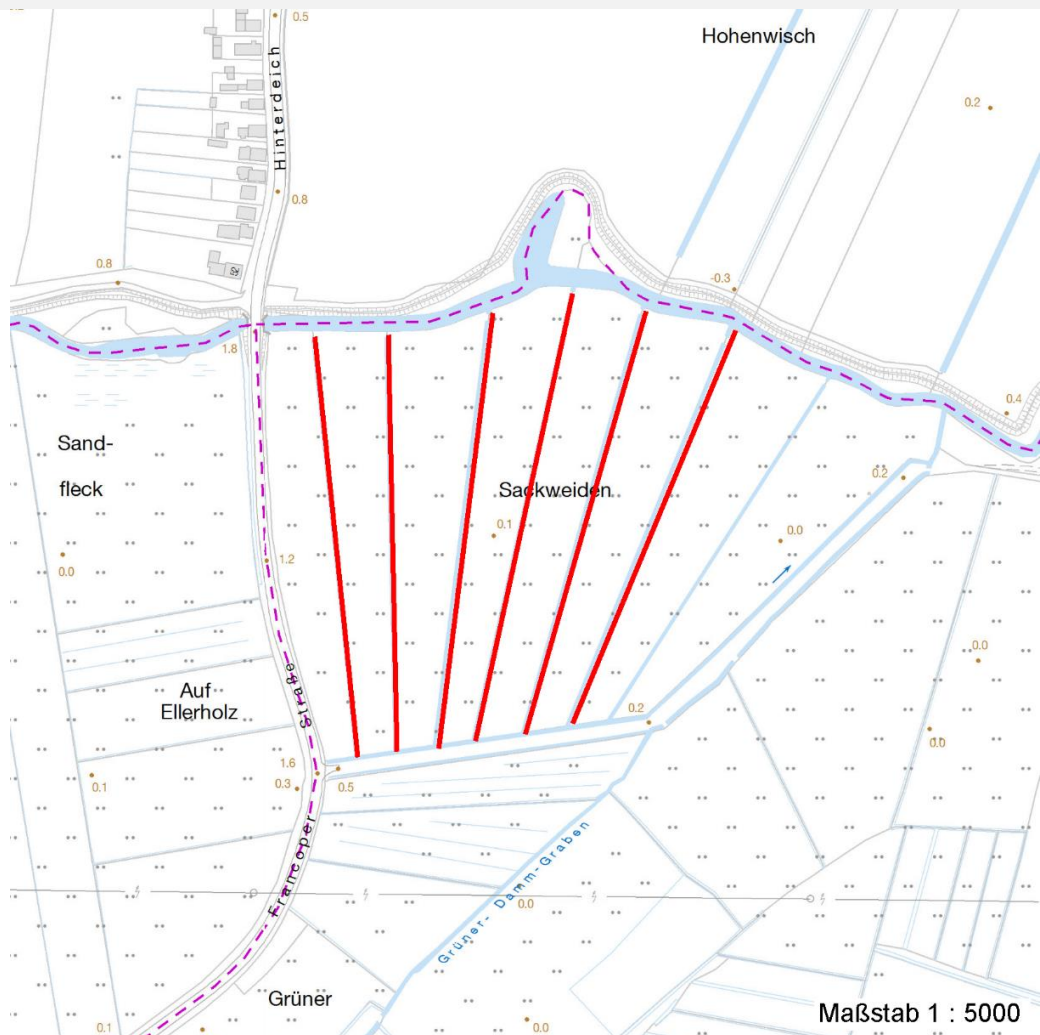 0.5
Hohenwisch
Hinterdeich
0.2
0.8
0.8
-0.3
1.8
0.4
Sand-
fleck
0.2
Sackweiden
0.1
0.0
1.2
0.0
0.0
Auf
Ellerholz
Straße
0.2
0.0
1.6
0.3
0.5
0.1
Francoper
Grüner-Damm-Graben
0.0
Grüner
Maßstab 1 : 5000
0.1
0.0